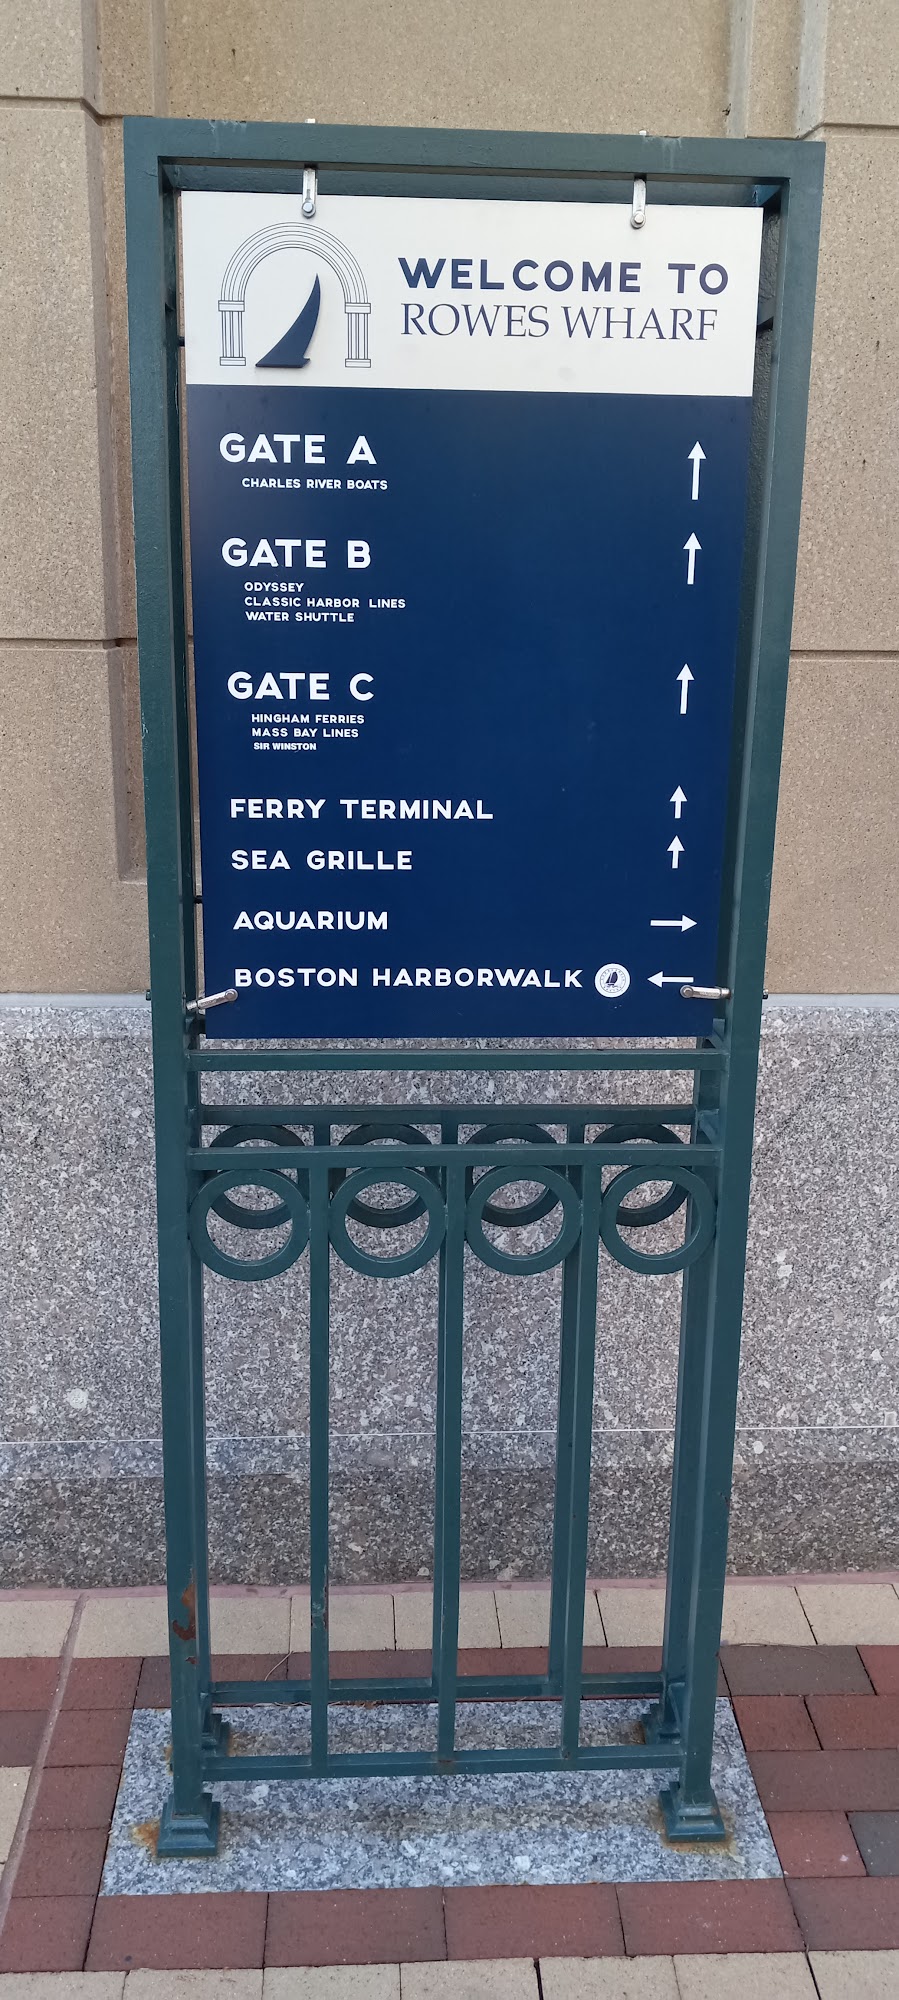 WELCOME TO
ROWES WHARF
GATE A
CHARLES RIVER BOATS
GATE B
ODYSSEY
CLASSIC HARBOR LINES
WATER SHUTTLE
GATE C
HINGHAM FERRIES
MASS BAY LINES
SIR WINSTON
FERRY TERMINAL
SEA GRILLE
AQUARIUM
BOSTON HARBORWALK